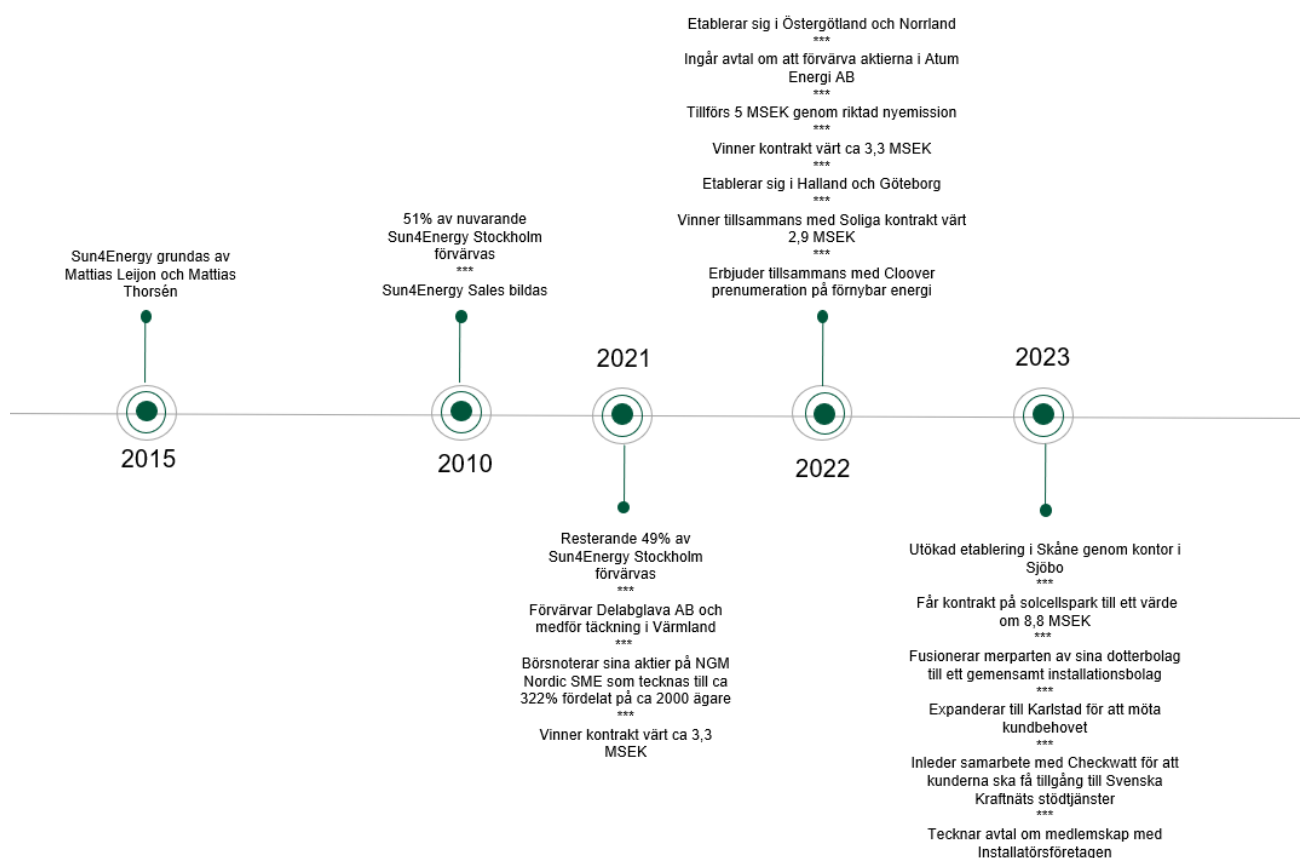 Sun4Energy grundas av
Mattias Leijon och Mattias
Thorsén
2015
51% av nuvarande
Sun4Energy Stockholm
förvärvas
***
Sun4Energy Sales bildas
2010
2021
Resterande 49% av
Sun4Energy Stockholm
förvärvas
***
Förvärvar Delabglava AB och
medför täckning i Värmland
***
Börsnoterar sina aktier på NGM
Nordic SME som tecknas till ca
322% fördelat på ca 2000 ägare
***
Vinner kontrakt värt ca 3,3
MSEK
Etablerar sig i Östergötland och Norrland
***
Ingår avtal om att förvärva aktierna i Atum
Energi AB
***
Tillförs 5 MSEK genom riktad nyemission
***
Vinner kontrakt värt ca 3,3 MSEK
***
Etablerar sig i Halland och Göteborg
***
Vinner tillsammans med Soliga kontrakt värt
2,9 MSEK
***
Erbjuder tillsammans med Cloover
prenumeration på förnybar energi
2022
2023
Utökad etablering i Skåne genom kontor i
Sjöbo
***
Får kontrakt på solcellspark till ett värde
om 8,8 MSEK
***
Fusionerar merparten av sina dotterbolag
till ett gemensamt installationsbolag
***
Expanderar till Karlstad för att möta
kundbehovet
***
Inleder samarbete med Checkwatt för att
kunderna ska få tillgång till Svenska
Kraftnäts stödtjänster
***
Tecknar avtal om medlemskap med
Installatörsföretagen